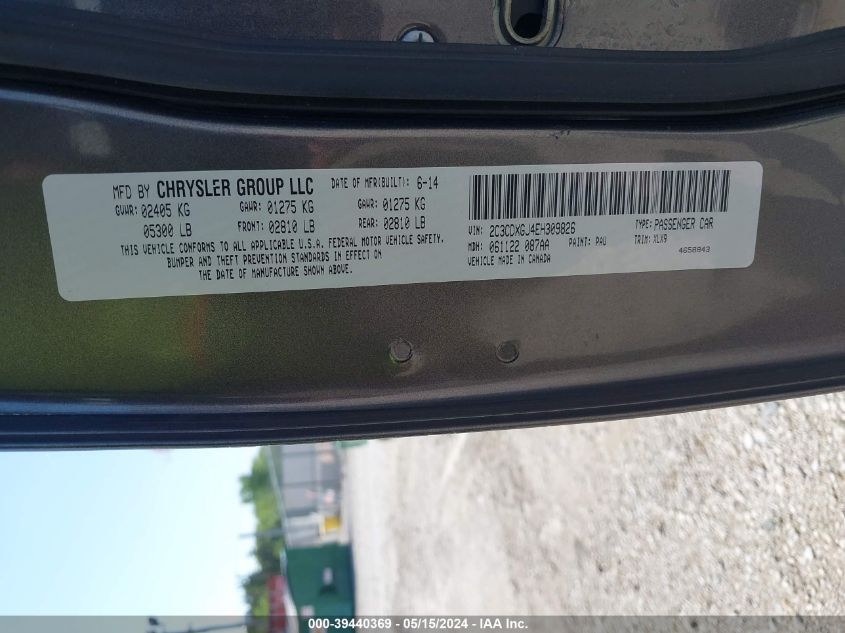 MFD BY CHRYSLER GROUP LLC DATE OF MFR(BUILT): 6-14
GVWR: 02405 KG GAWR: 01275 KG GAWR: 01275 KG
05300 LB FRONT: 02810 LB REAR: 02810 LB
THIS VEHICLE CONFORMS TO ALL APPLICABLE U.S.A. FEDERAL MOTOR VEHICLE SAFETY,
BUMPER AND THEFT PREVENTION STANDARDS IN EFFECT ON
THE DATE OF MANUFACTURE SHOWN ABOVE.
VIN: 2C3CDXGJ4EH309826 TYPE: PASSENGER CAR
MDH: 061122 087AA PAINT: PAU TRIM: XLX9
VEHICLE MADE IN CANADA 4658843
000-39440369 - 05/15/2024 - IAA Inc.